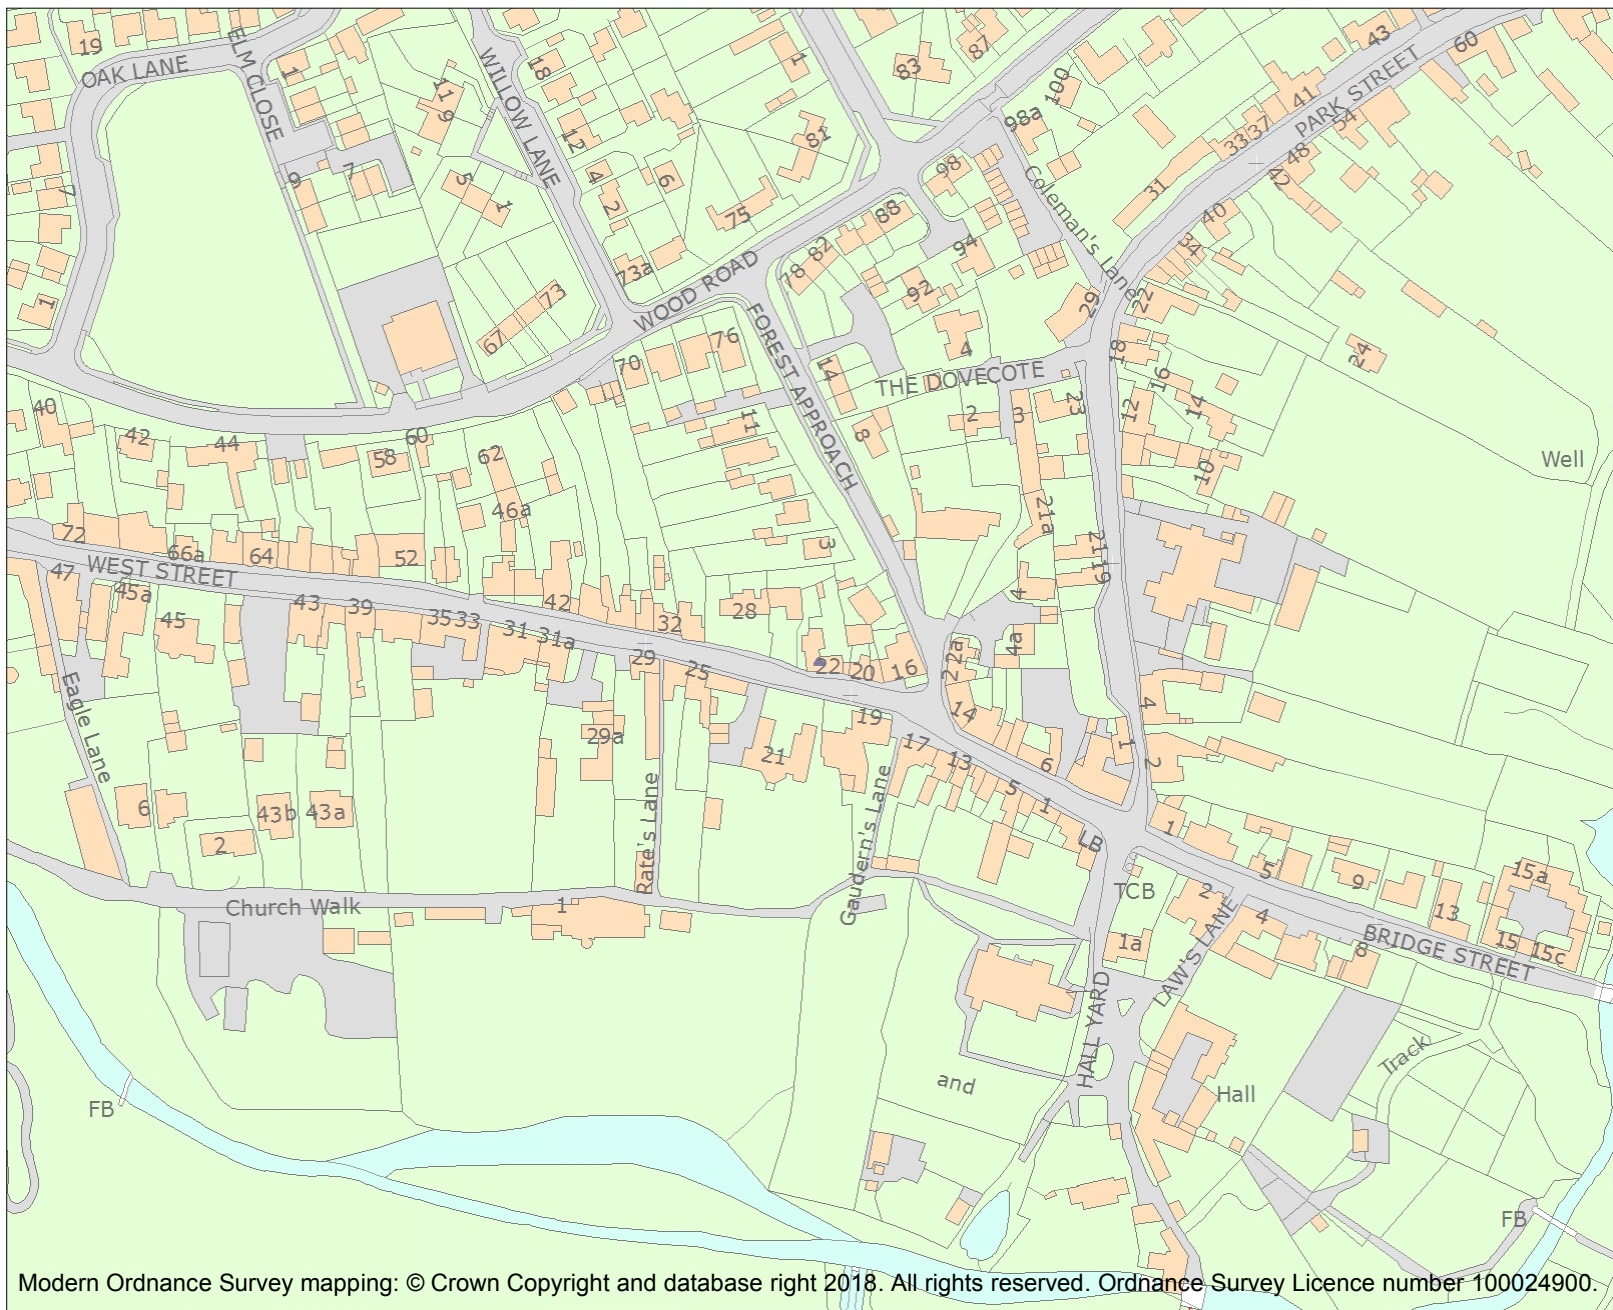 19
OAK LANE
ELM CLOSE
1
119
WILLOW LANE
18
1
83
87
100
98a
43
60
PARK STREET
41
54
37
33
48
42
31
40
34
12
81
98
4
6
2
5
1
7
9
7
75
88
94
82
78
92
Coleman's Lane
29
22
73a
WOOD ROAD
73
67
1
76
70
FOREST APPROACH
14
4
THE DOVECOTE
18
24
16
14
12
23
2
3
8
11
10
Well
40
42
44
60
58
62
46a
21a
21
19
3
72
66a
64
52
WEST STREET
47
45a
45
43
39
35
33
31
31a
42
32
28
29
25
22
20
16
2
2a
4
4a
14
4
Eagle Lane
29a
21
19
17
13
5
6
1
1
2
6
43b
43a
2
Rate's Lane
Gaudern's Lane
LB
1
5
9
15a
13
15
15c
TCB
2
4
8
BRIDGE STREET
LAW'S LANE
1a
Church Walk
1
HALL YARD
and
Hall
Track
FB
FB
Modern Ordnance Survey mapping: © Crown Copyright and database right 2018. All rights reserved. Ordnance Survey Licence number 100024900.